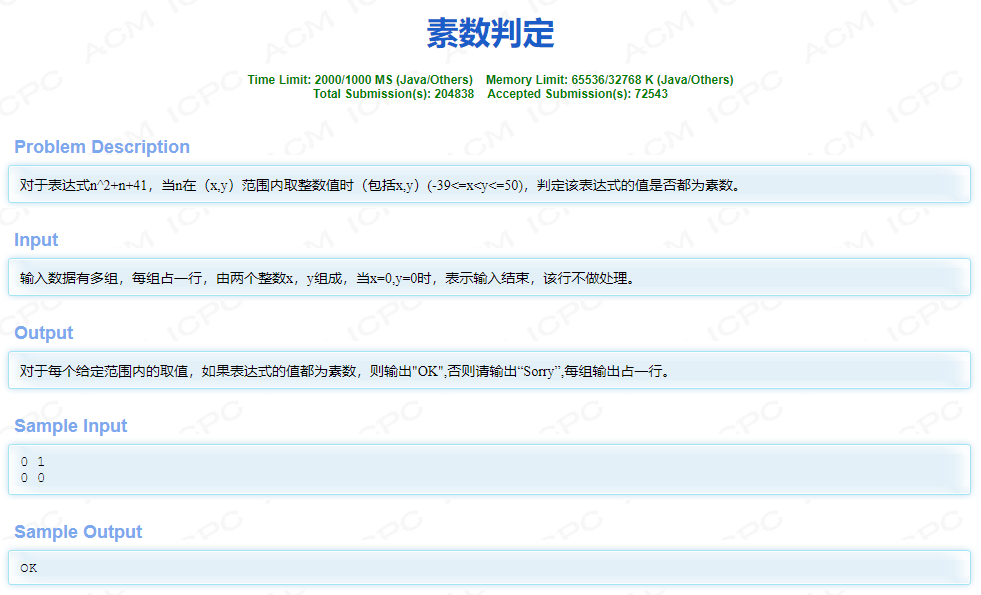 素数判定
Time Limit: 2000/1000 MS (Java/Others) Memory Limit: 65536/32768 K (Java/Others)
Total Submission(s): 204838 Accepted Submission(s): 72543
Problem Description
对于表达式n^2+n+41，当n在（x,y）范围内取整数值时（包括x,y）(-39<=x<y<=50)，判定该表达式的值是否都为素数。
Input
输入数据有多组，每组占一行，由两个整数x，y组成，当x=0,y=0时，表示输入结束，该行不做处理。
Output
对于每个给定范围内的取值，如果表达式的值都为素数，则输出"OK",否则请输出“Sorry”,每组输出占一行。
Sample Input
0 1
0 0
Sample Output
OK